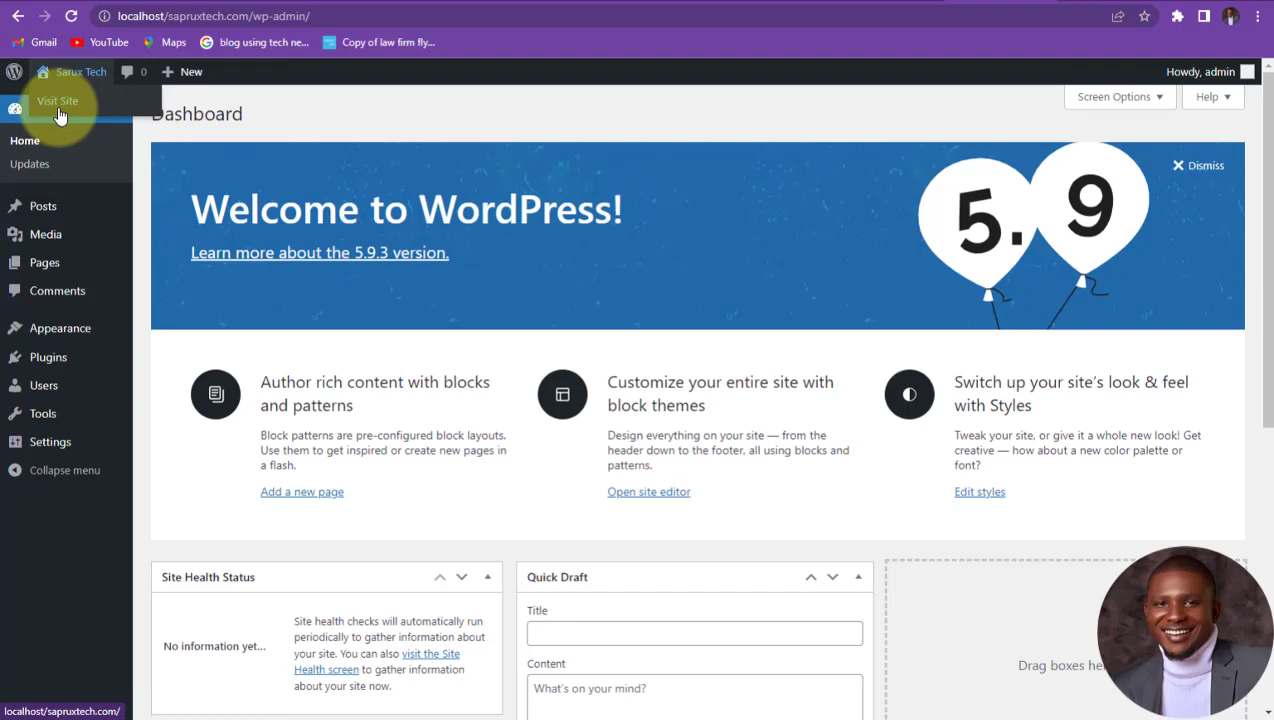 localhost/sapruxtech.com/wp-admin/
Gmail
YouTube
Maps
blog using tech ne...
Copy of law firm fly...
Sarux Tech
0
New
Howdy, admin
Visit Site
Screen Options
Help
Dashboard
Home
Updates
Posts
Media
Pages
Comments
Appearance
Plugins
Users
Tools
Settings
Collapse menu
Welcome to WordPress!
Learn more about the 5.9.3 version.
5.9
Dismiss
Author rich content with blocks
and patterns
Block patterns are pre-configured block layouts.
Use them to get inspired or create new pages in
a flash.
Add a new page
Customize your entire site with
block themes
Design everything on your site — from the
header down to the footer, all using blocks and
patterns.
Open site editor
Switch up your site's look & feel
with Styles
Tweak your site, or give it a whole new look! Get
creative — how about a new color palette or
font?
Edit styles
Site Health Status
No information yet...
Site health checks will automatically run
periodically to gather information about
your site. You can also visit the Site
Health screen to gather information
about your site now.
Quick Draft
Title
Content
What's on your mind?
Drag boxes
localhost/sapruxtech.com/